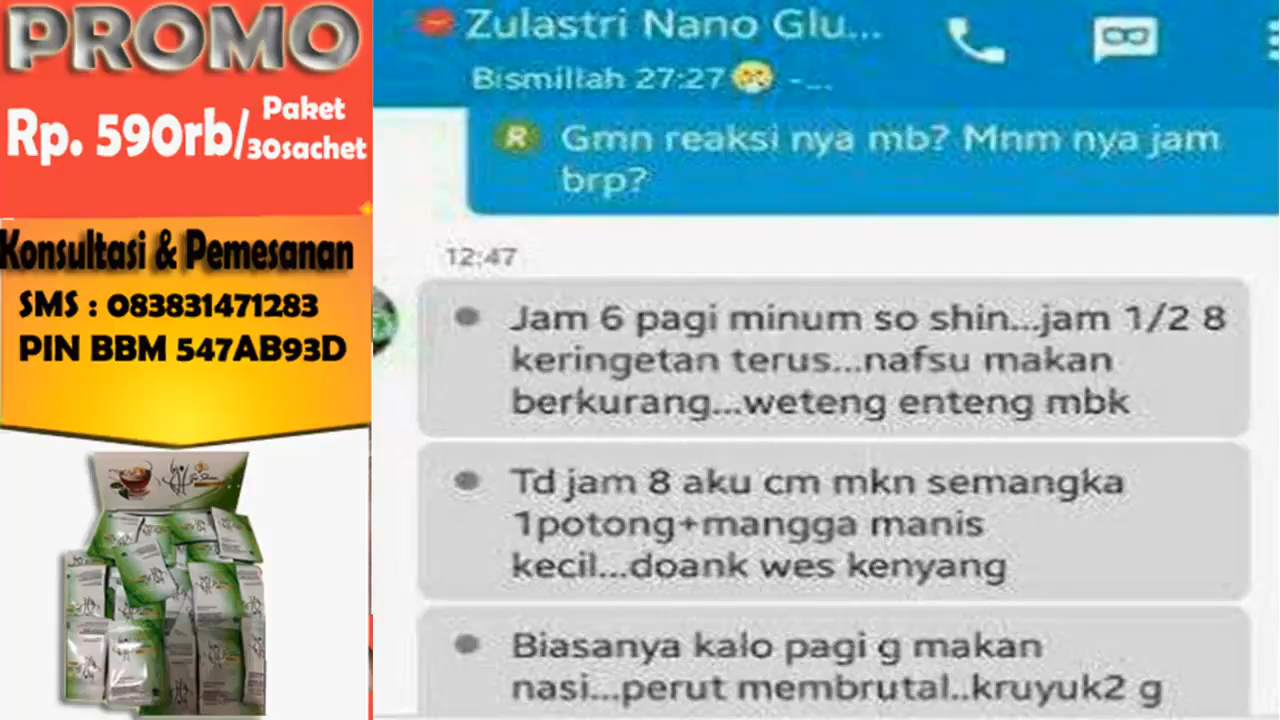 PROMO
Rp. 590rb/
Paket
30sachet
Konsultasi & Pemesanan
SMS : 083831471283
PIN BBM 547AB93D
Zulastri Nano Glu...
Bismillah 27:27 😁 -...
R Gmn reaksi nya mb? Mnm nya jam
brp?
12:47
Jam 6 pagi minum so shin...jam 1/2 8
keringetan terus...nafsu makan
berkurang...weteng enteng mbk
Td jam 8 aku cm mkn semangka
1potong+mangga manis
kecil...doank wes kenyang
Biasanya kalo pagi g makan
nasi...perut membrutal..kruyuk2 g